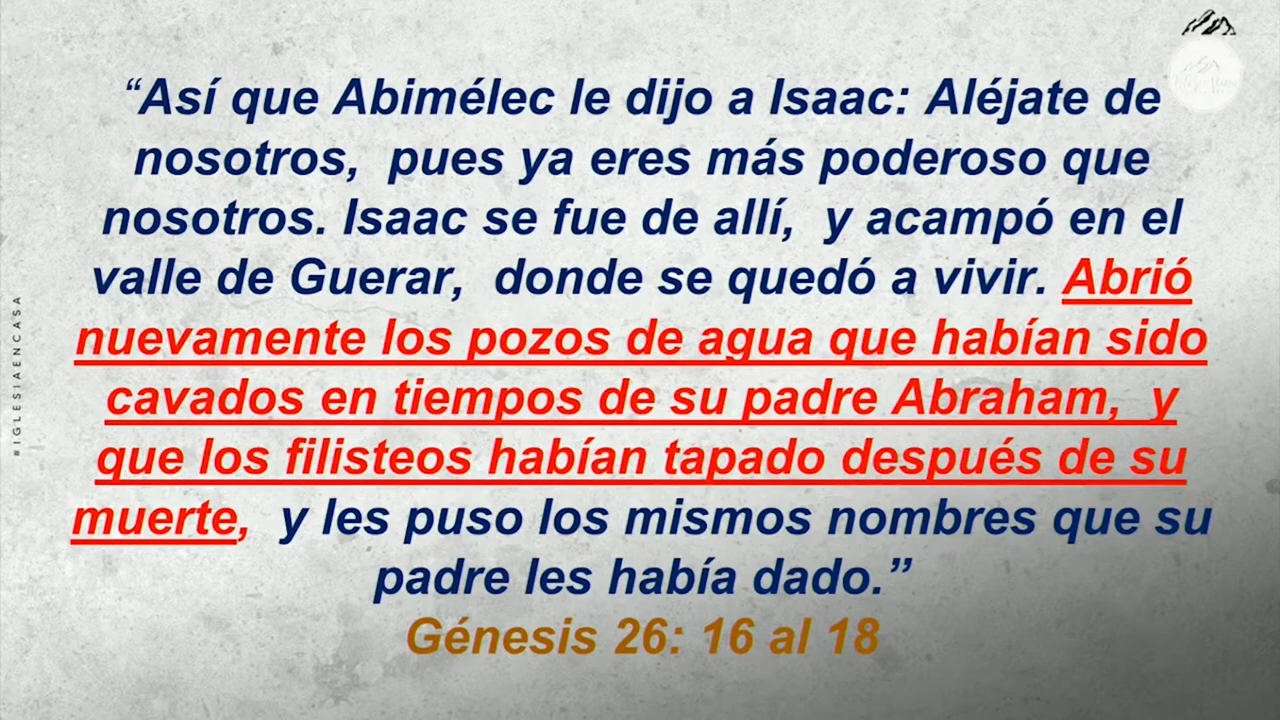 “Así que Abimélec le dijo a Isaac: Aléjate de
nosotros, pues ya eres más poderoso que
nosotros. Isaac se fue de allí, y acampó en el
valle de Guerar, donde se quedó a vivir. Abrió
nuevamente los pozos de agua que habían sido
cavados en tiempos de su padre Abraham, y
que los filisteos habían tapado después de su
muerte, y les puso los mismos nombres que su
padre les había dado.”
Génesis 26: 16 al 18
#IGLESIAENCASA